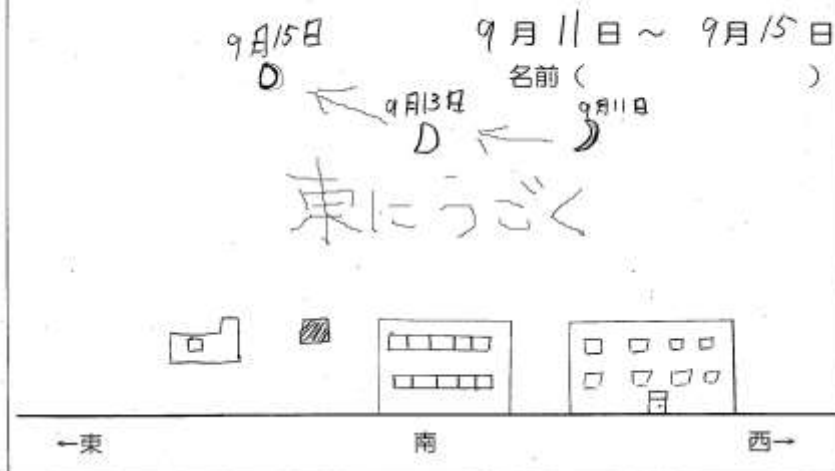 9月11日～9月15日
名前（　　　）
9月15日
9月13日
9月11日
東にうごく
←東
南
西→